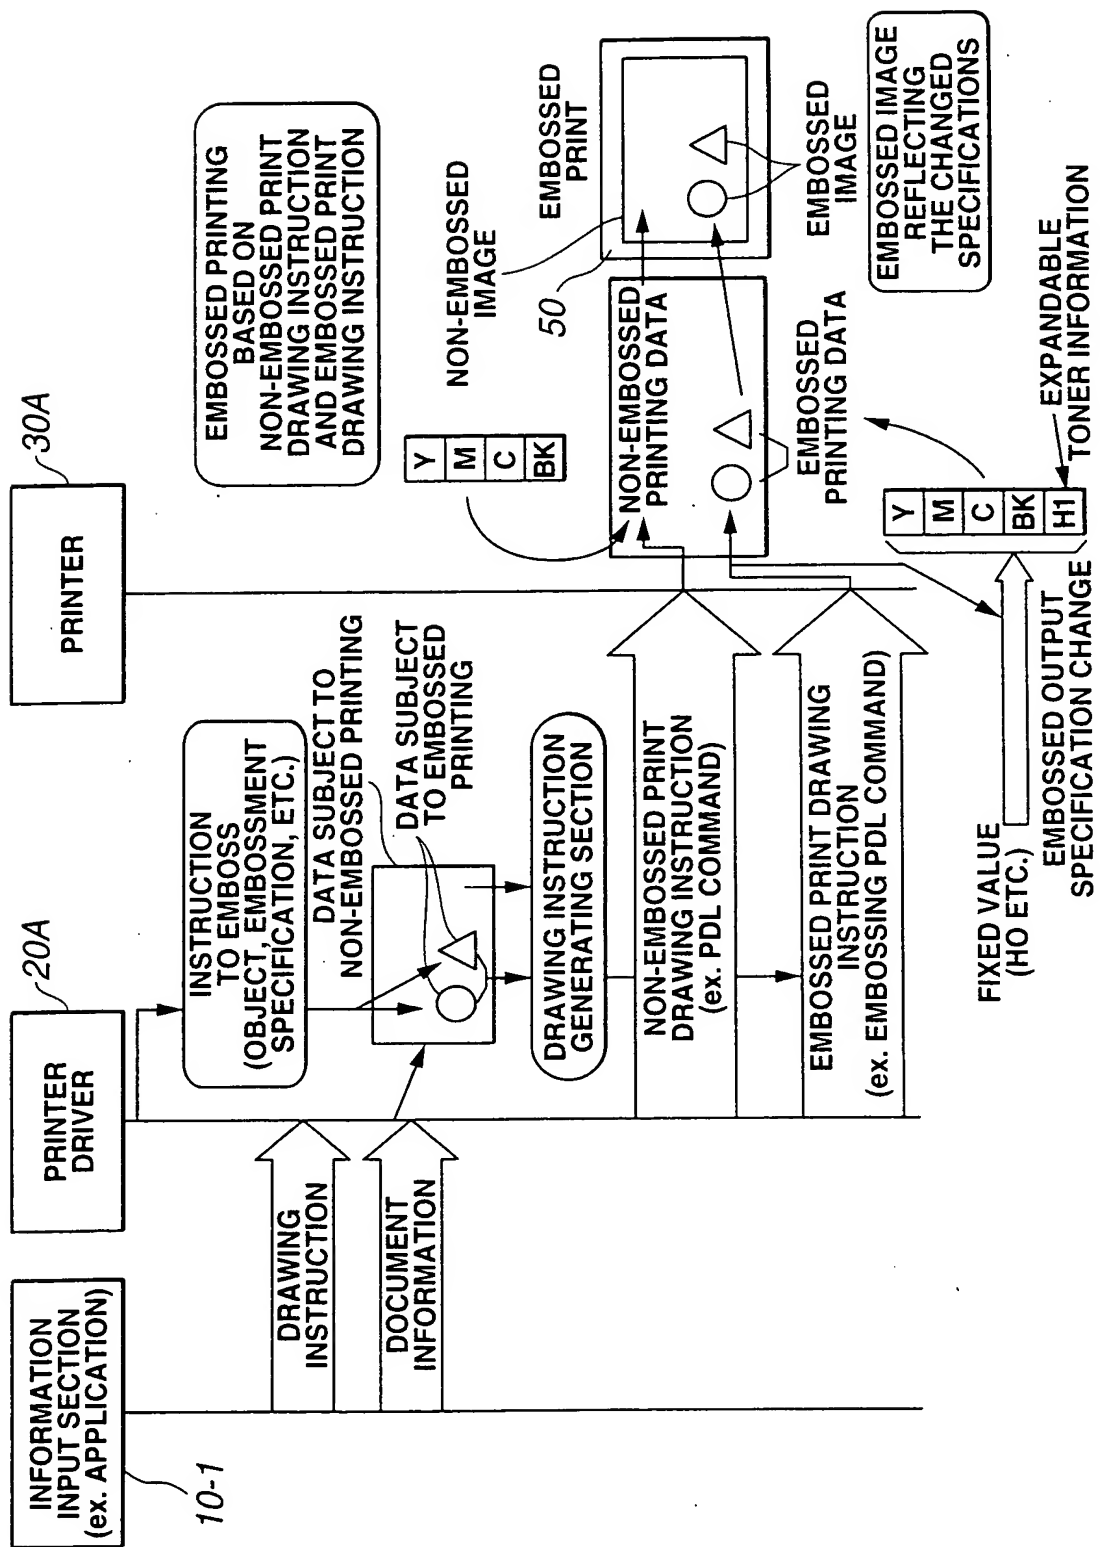 INFORMATION
INPUT SECTION
(ex. APPLICATION)
10-1
PRINTER
DRIVER
20A
PRINTER
30A
DRAWING
INSTRUCTION
DOCUMENT
INFORMATION
INSTRUCTION
TO EMBOSS
(OBJECT, EMBOSSMENT
SPECIFICATION, ETC.)
DATA SUBJECT TO
NON-EMBOSSED PRINTING
DATA SUBJECT
TO EMBOSSED
PRINTING
DRAWING INSTRUCTION
GENERATING SECTION
NON-EMBOSSED PRINT
DRAWING INSTRUCTION
(ex. PDL COMMAND)
EMBOSSED PRINT DRAWING
INSTRUCTION
(ex. EMBOSSING PDL COMMAND)
FIXED VALUE
(HO ETC.)
EMBOSSED OUTPUT
SPECIFICATION CHANGE
EMBOSSED PRINTING
BASED ON
NON-EMBOSSED PRINT
DRAWING INSTRUCTION
AND EMBOSSED PRINT
DRAWING INSTRUCTION
Y
M
C
BK
NON-EMBOSSED
IMAGE
50
EMBOSSED
PRINT
NON-EMBOSSED
PRINTING DATA
EMBOSSED
PRINTING DATA
EMBOSSED
IMAGE
Y
M
C
BK
H1
EXPANDABLE
TONER INFORMATION
EMBOSSED IMAGE
REFLECTING
THE CHANGED
SPECIFICATIONS